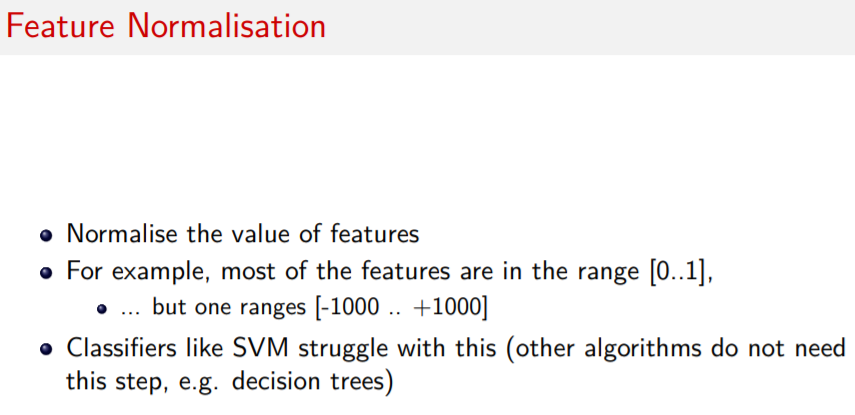 Feature Normalisation
Normalise the value of features
For example, most of the features are in the range [0..1],
... but one ranges [-1000 .. +1000]
Classifiers like SVM struggle with this (other algorithms do not need
this step, e.g. decision trees)